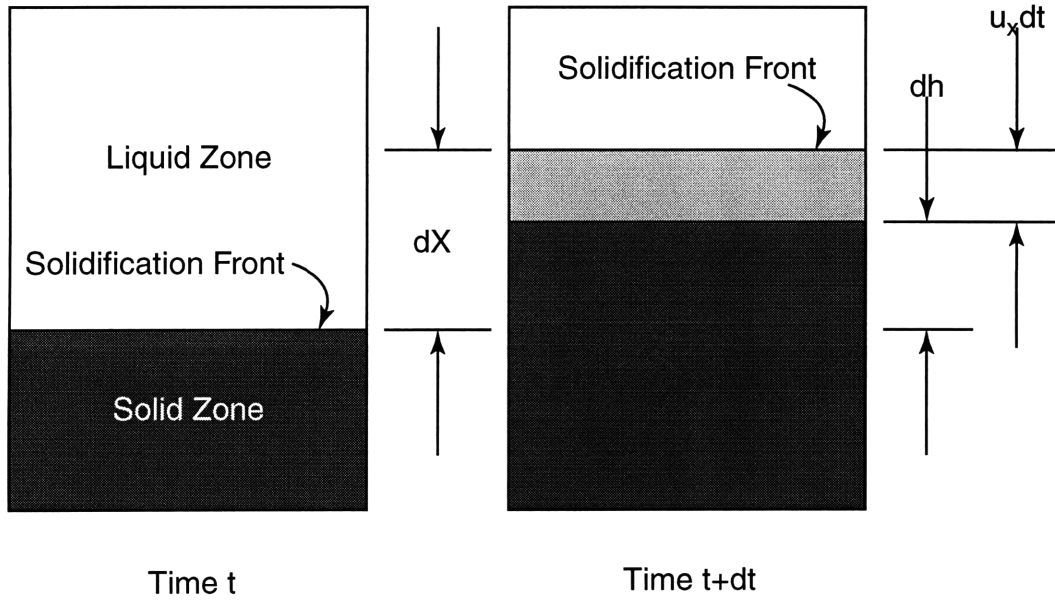 Liquid Zone
Solidification Front
Solid Zone
Time t
dX
Solidification Front
Time t+dt
dh
uₓdt